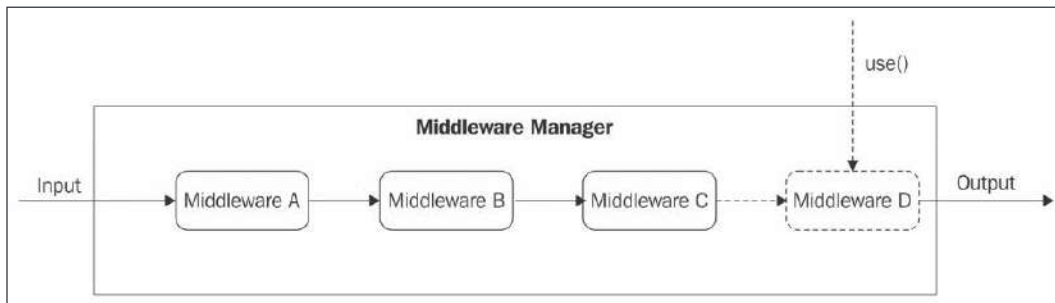 use()
Middleware Manager
Input
Middleware A
Middleware B
Middleware C
Middleware D
Output